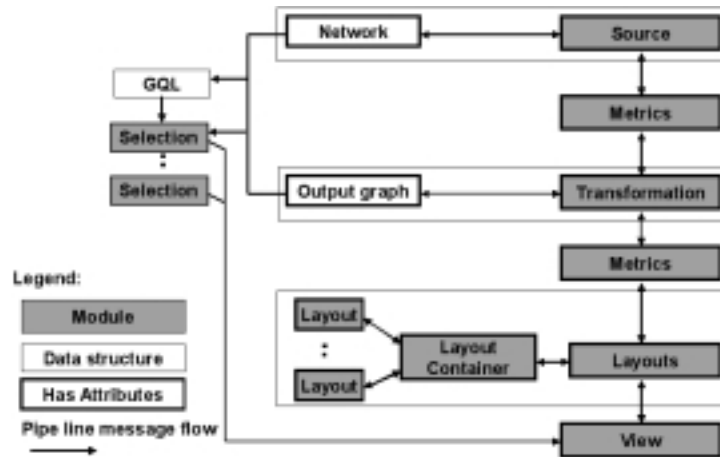 Network
Source
GQL
Metrics
Selection
Selection
Output graph
Transformation
Metrics
Legend:
Module
Data structure
Has Attributes
Pipe line message flow
Layout
Layout
Layout
Container
Layouts
View